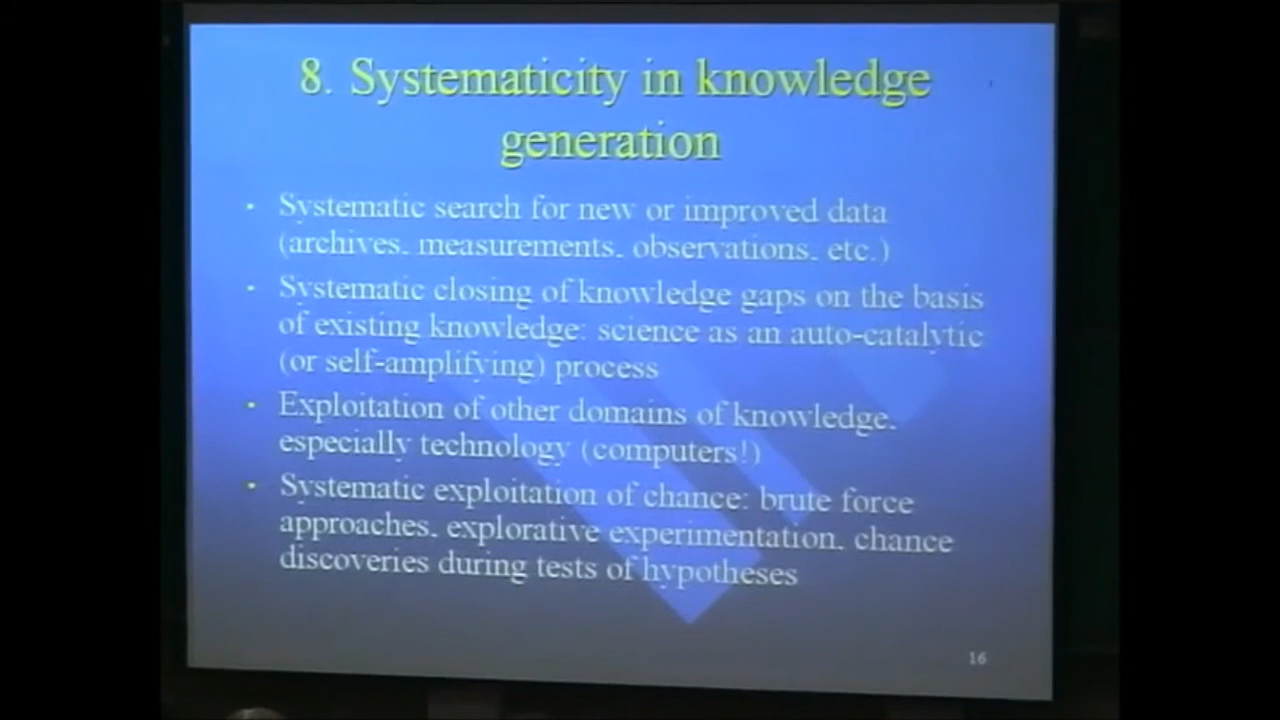 8. Systematicity in knowledge
generation
• Systematic search for new or improved data
(archives, measurements, observations, etc.)
• Systematic closing of knowledge gaps on the basis
of existing knowledge: science as an auto-catalytic
(or self-amplifying) process
• Exploitation of other domains of knowledge,
especially technology (computers!)
• Systematic exploitation of chance: brute force
approaches, explorative experimentation, chance
discoveries during tests of hypotheses
16